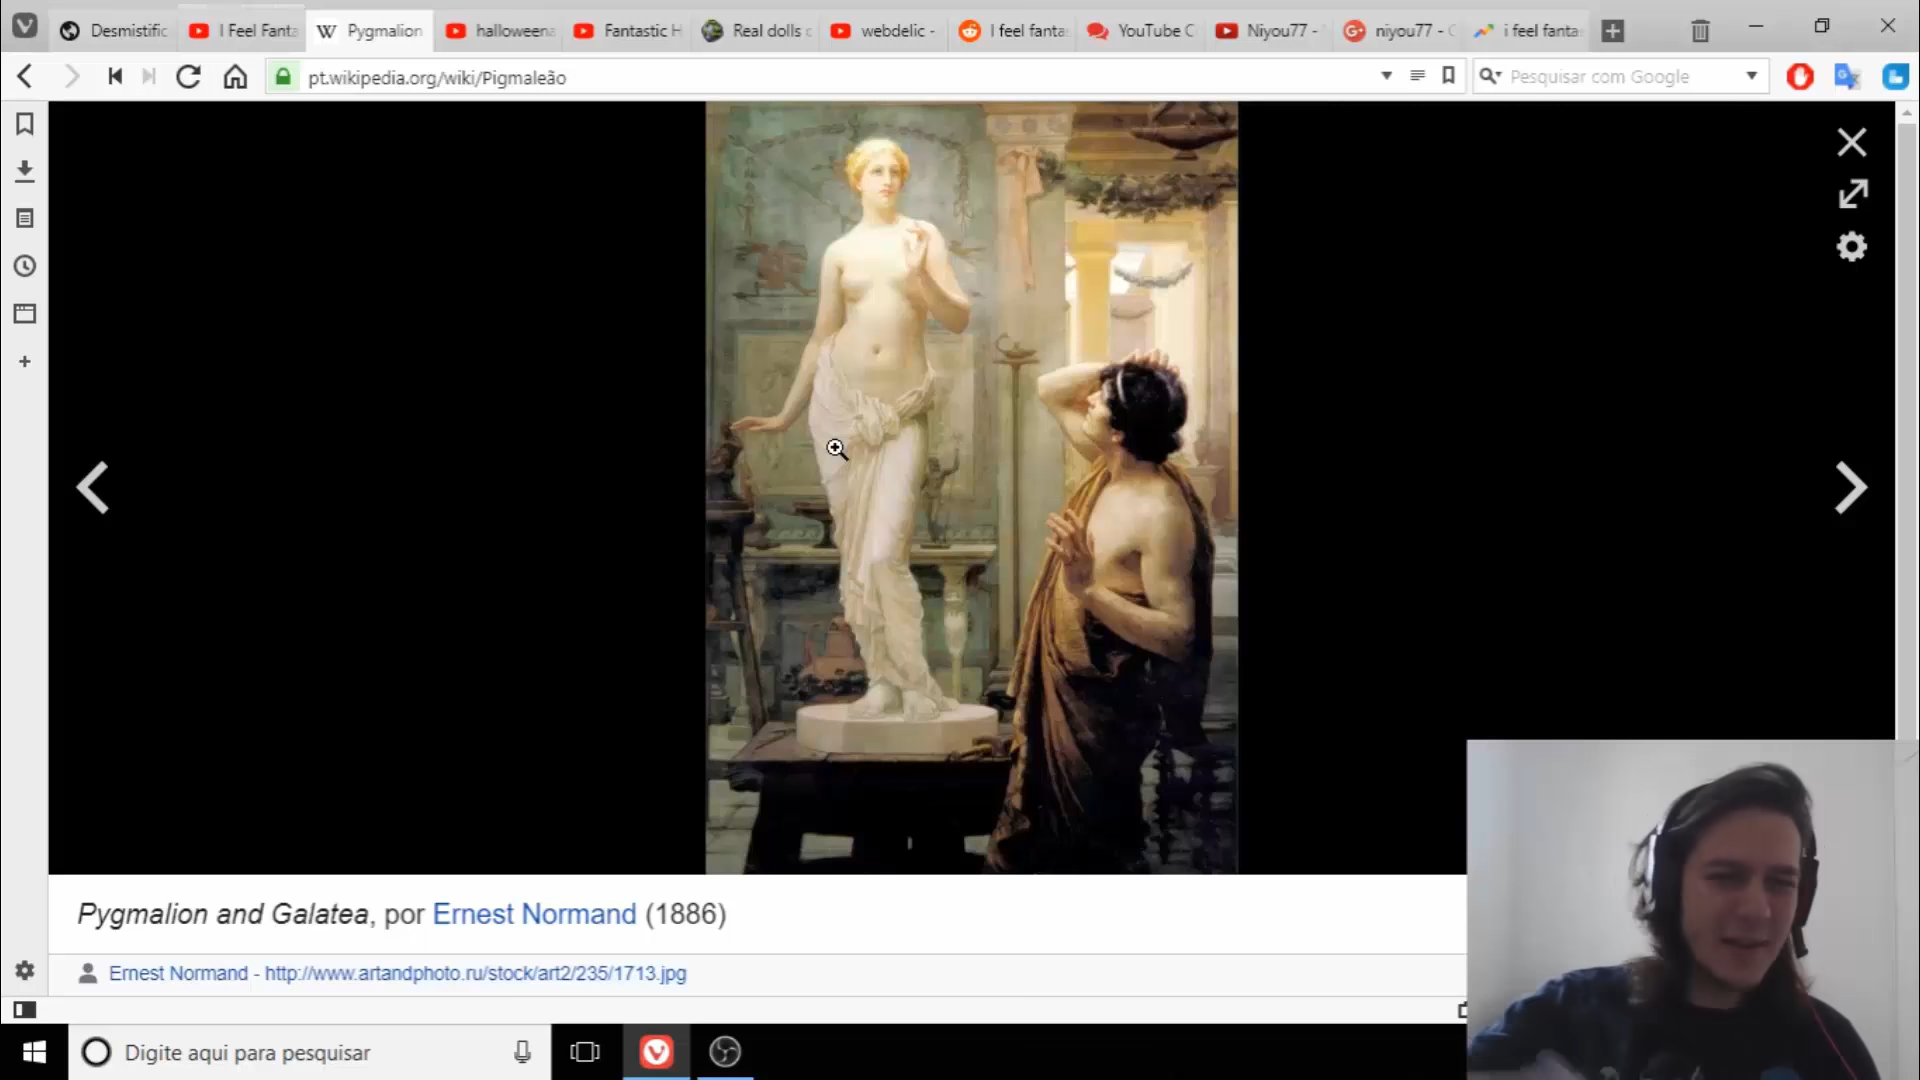 Desmistific
I Feel Fanta
W Pygmalion
halloweena
Fantastic H
Real dolls c
webdelic -
I feel fanta
YouTube C
Niyou77 -
niyou77 - G
i feel fanta
pt.wikipedia.org/wiki/Pigmaleão
Pesquisar com Google
Pygmalion and Galatea, por Ernest Normand (1886)
Ernest Normand - http://www.artandphoto.ru/stock/art2/235/1713.jpg
Digite aqui para pesquisar